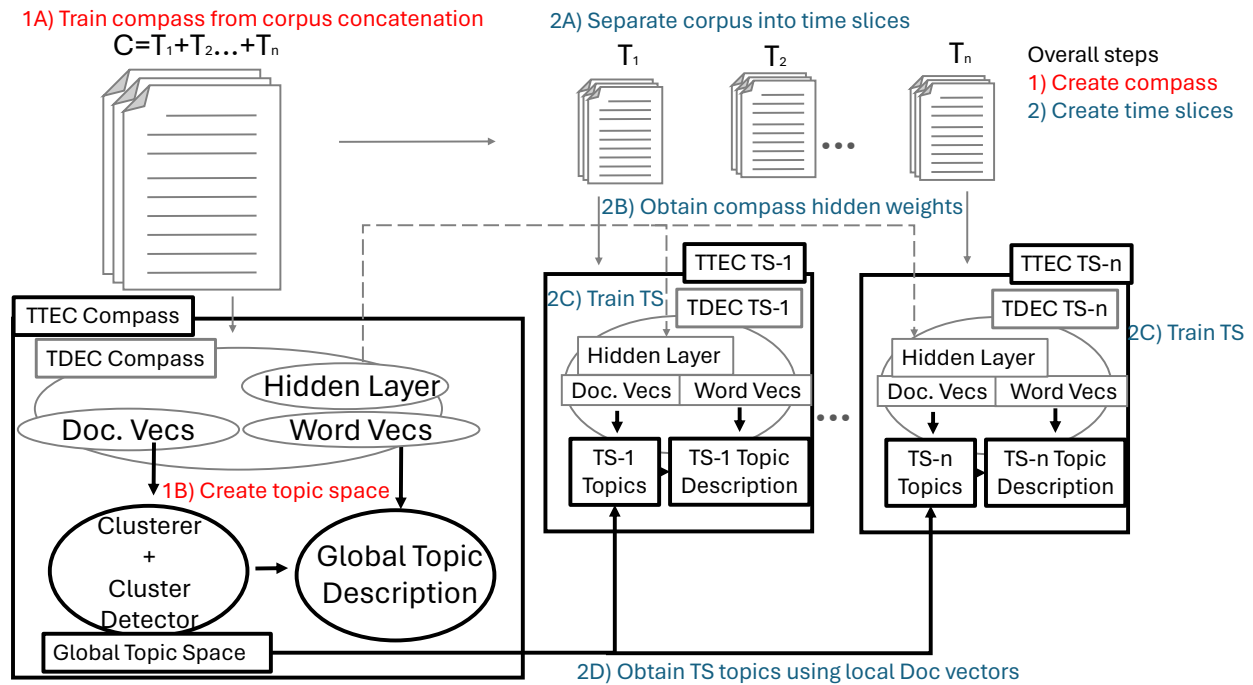 1A) Train compass from corpus concatenation
C=T1+T2...+Tn
2A) Separate corpus into time slices
T1
T2
Tn
Overall steps
1) Create compass
2) Create time slices
2B) Obtain compass hidden weights
TTEC Compass
TDEC Compass
Hidden Layer
Doc. Vecs
Word Vecs
1B) Create topic space
Clusterer
+
Cluster
Detector
Global Topic
Description
Global Topic Space
TTEC TS-1
2C) Train TS
TDEC TS-1
Hidden Layer
Doc. Vecs
Word Vecs
TS-1
Topics
TS-1 Topic
Description
TTEC TS-n
TDEC TS-n
2C) Train TS
Hidden Layer
Doc. Vecs
Word Vecs
TS-n
Topics
TS-n Topic
Description
2D) Obtain TS topics using local Doc vectors